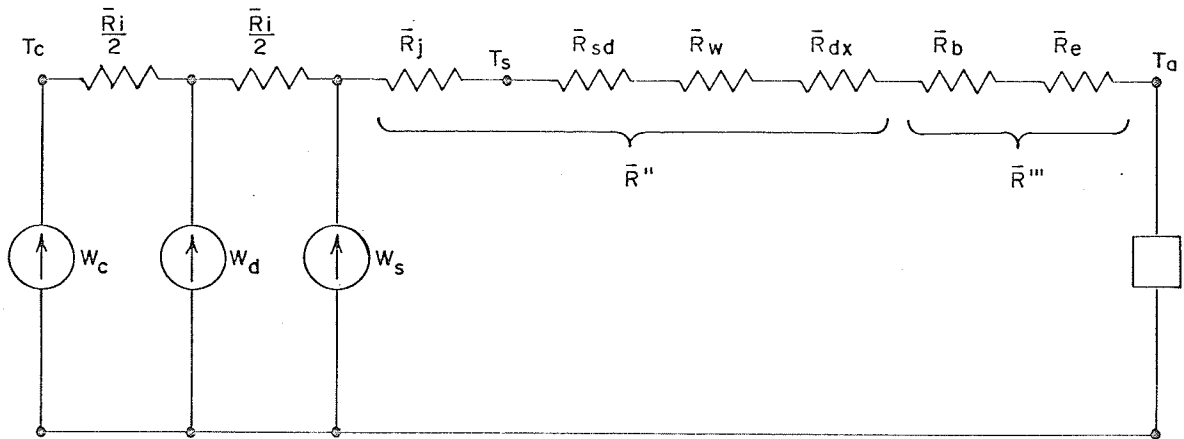 R̄i/2 R̄i/2
Tc R̄j Ts R̄sd R̄w R̄dx R̄b R̄e Ta
R̄" R̄'''
Wc Wd Ws